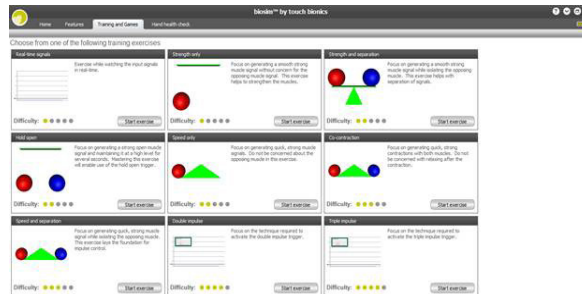 biosim™ by touch bionics
Home Features Training and Games Hand health check
Choose from one of the following training exercises
Real-time signals
Exercise while watching the input signals
in real-time.
Difficulty:
Start exercise
Strength only
Focus on generating a smooth strong
muscle signal without concern for the
opposing muscle signal. This exercise
helps to strengthen the muscles.
Difficulty:
Start exercise
Strength and separation
Focus on generating a smooth strong
muscle signal while isolating the opposing
muscle. This exercise helps with
separation of signals.
Difficulty:
Start exercise
Hold open
Focus on generating a strong open muscle
signal and maintaining it at a high level for
several seconds. Mastering this exercise
will enable use of the hold open trigger.
Difficulty:
Start exercise
Speed only
Focus on generating quick, strong muscle
signals. Do not be concerned about the
opposing muscle in this exercise.
Difficulty:
Start exercise
Co-contraction
Focus on generating quick, strong
contractions with both muscles. Do not
be concerned with relaxing after the
contraction.
Difficulty:
Start exercise
Speed and separation
Focus on generating quick, strong muscle
signal while isolating the opposing muscle.
This exercise lays the foundation for
impulse control.
Difficulty:
Start exercise
Double impulse
Focus on the technique required to
activate the double impulse trigger.
Difficulty:
Start exercise
Triple impulse
Focus on the technique required to
activate the triple impulse trigger.
Difficulty:
Start exercise